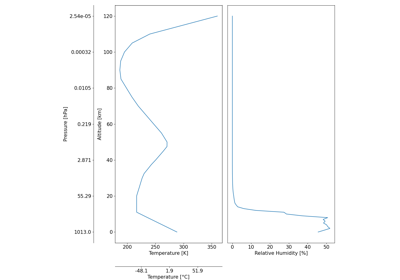 2.54e-05
0.00032
0.0105
0.219
2.871
55.29
1013.0
Pressure [hPa]
120
100
80
60
40
20
0
Altitude [km]
200 250 300 350
Temperature [K]
-48.1 1.9 51.9
Temperature [°C]
0 10 20 30 40 50
Relative Humidity [%]